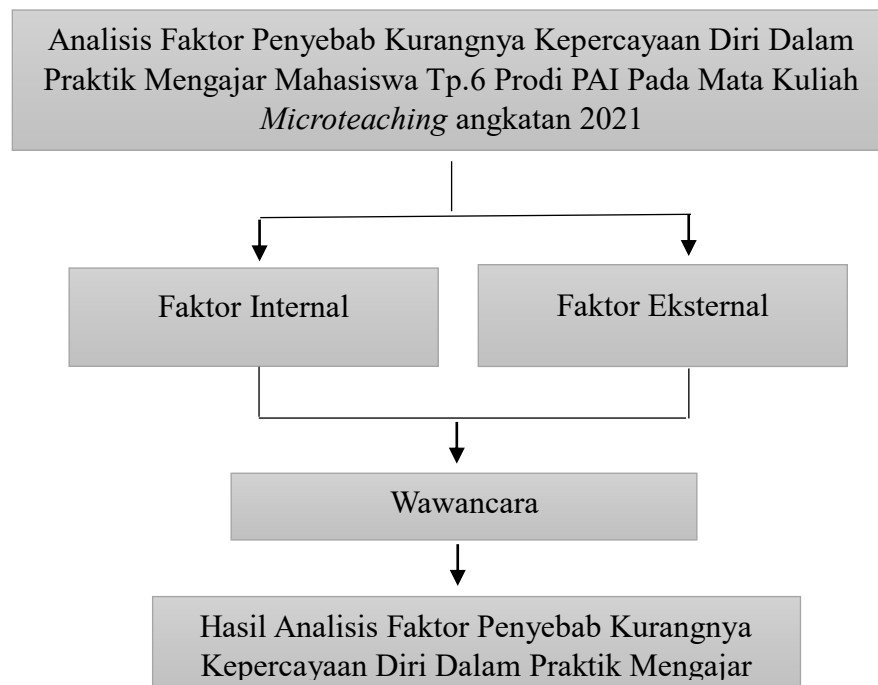 Analisis Faktor Penyebab Kurangnya Kepercayaan Diri Dalam
Praktik Mengajar Mahasiswa Tp.6 Prodi PAI Pada Mata Kuliah
Microteaching angkatan 2021
Faktor Internal
Faktor Eksternal
Wawancara
Hasil Analisis Faktor Penyebab Kurangnya
Kepercayaan Diri Dalam Praktik Mengajar